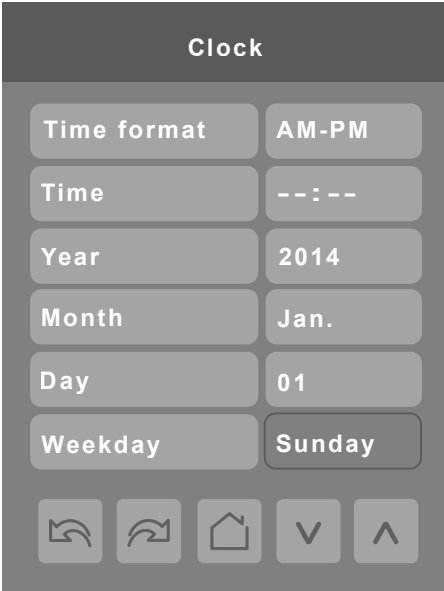 Clock
Time format AM-PM
Time --:--
Year 2014
Month Jan.
Day 01
Weekday Sunday